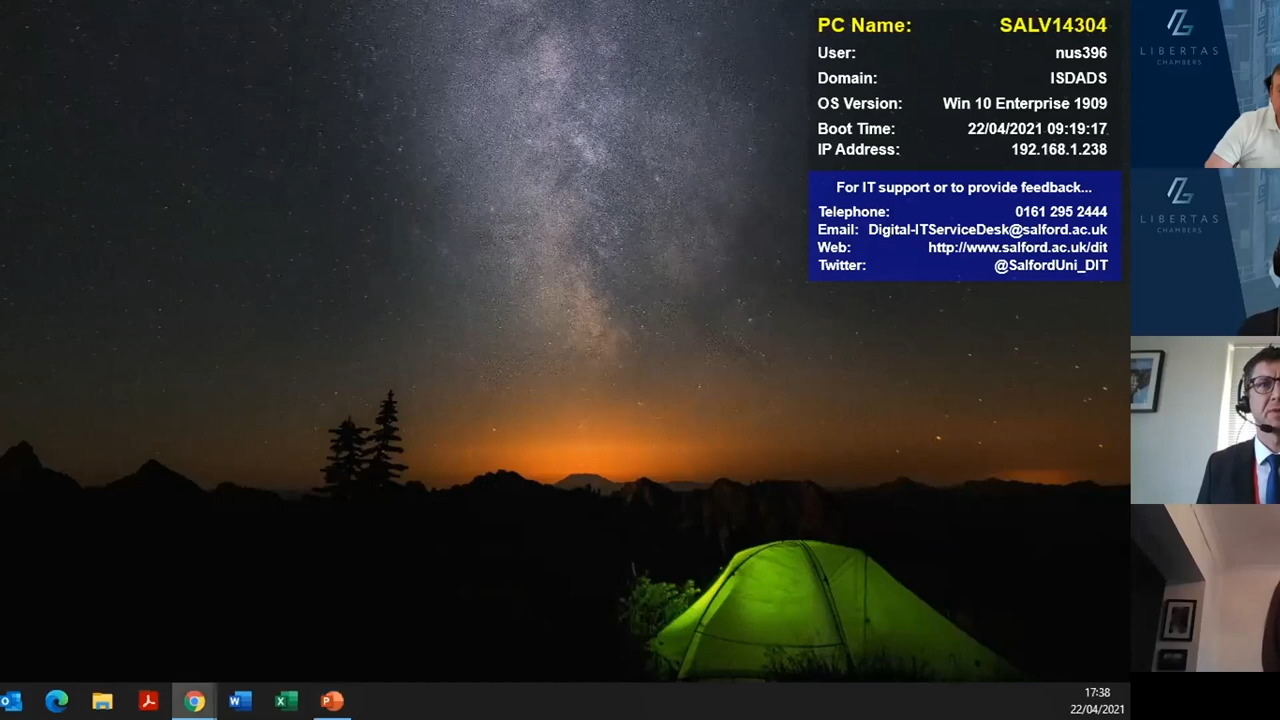 PC Name: SALV14304
User: nus396
Domain: ISDADS
OS Version: Win 10 Enterprise 1909
Boot Time: 22/04/2021 09:19:17
IP Address: 192.168.1.238
For IT support or to provide feedback...
Telephone: 0161 295 2444
Email: Digital-ITServiceDesk@salford.ac.uk
Web: http://www.salford.ac.uk/dit
Twitter: @SalfordUni_DIT
LIBERTAS
CHAMBERS
LIBERTAS
CHAMBERS
17:38
22/04/2021